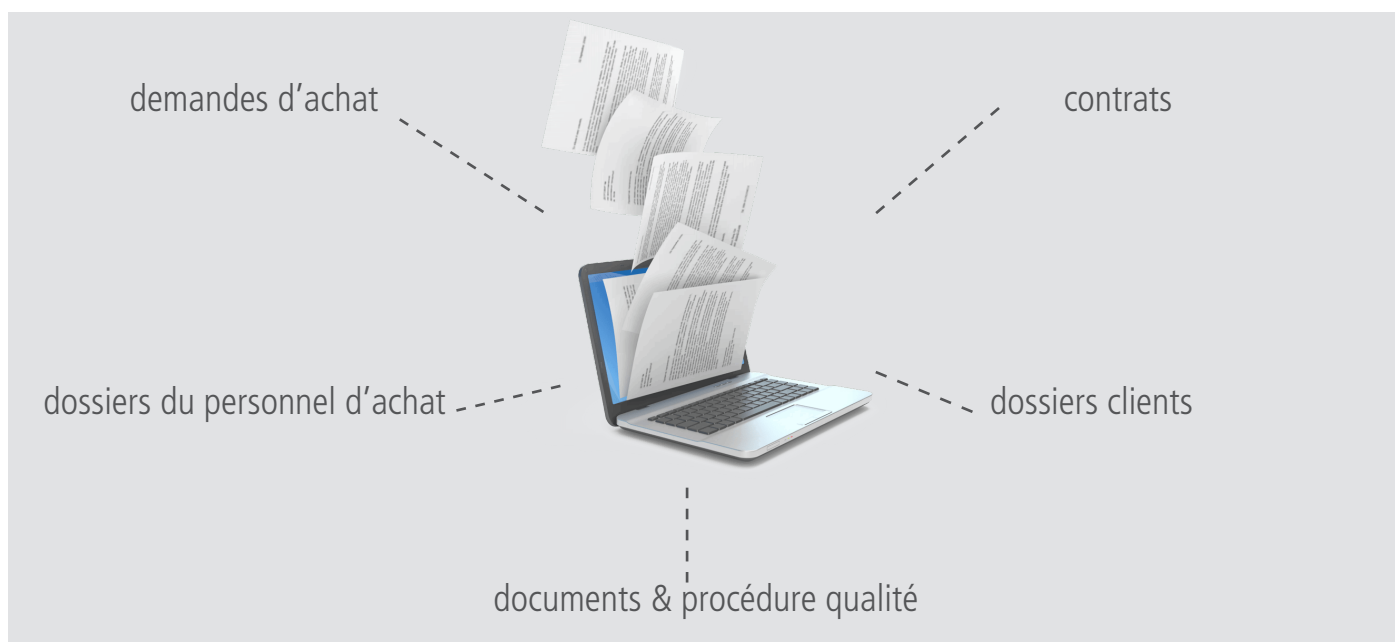 demandes d’achat
contrats
dossiers du personnel d’achat
dossiers clients
documents & procédure qualité